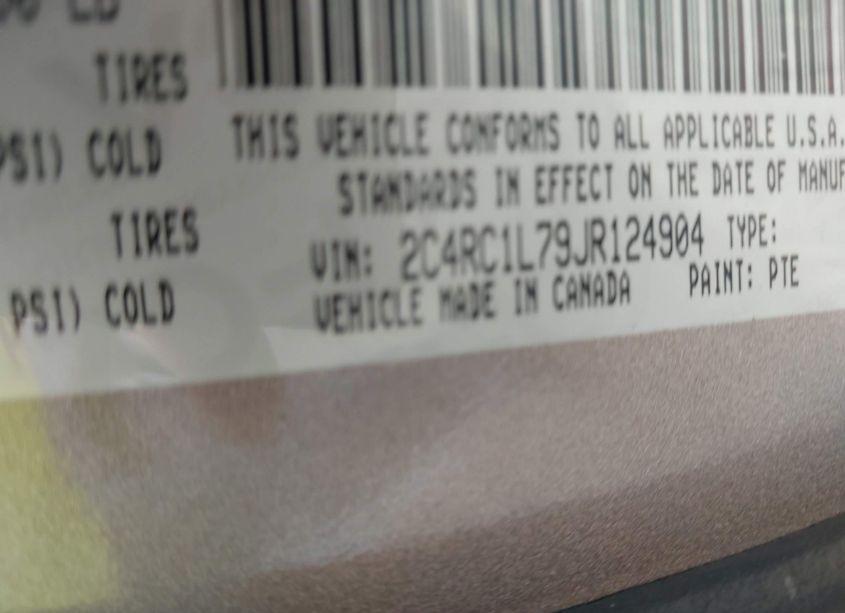 LB
TIRES
PSI) COLD
TIRES
PSI) COLD
THIS VEHICLE CONFORMS TO ALL APPLICABLE U.S.A.
STANDARDS IN EFFECT ON THE DATE OF MANUF
VIN: 2C4RC1L79JR124904 TYPE:
VEHICLE MADE IN CANADA PAINT: PTE